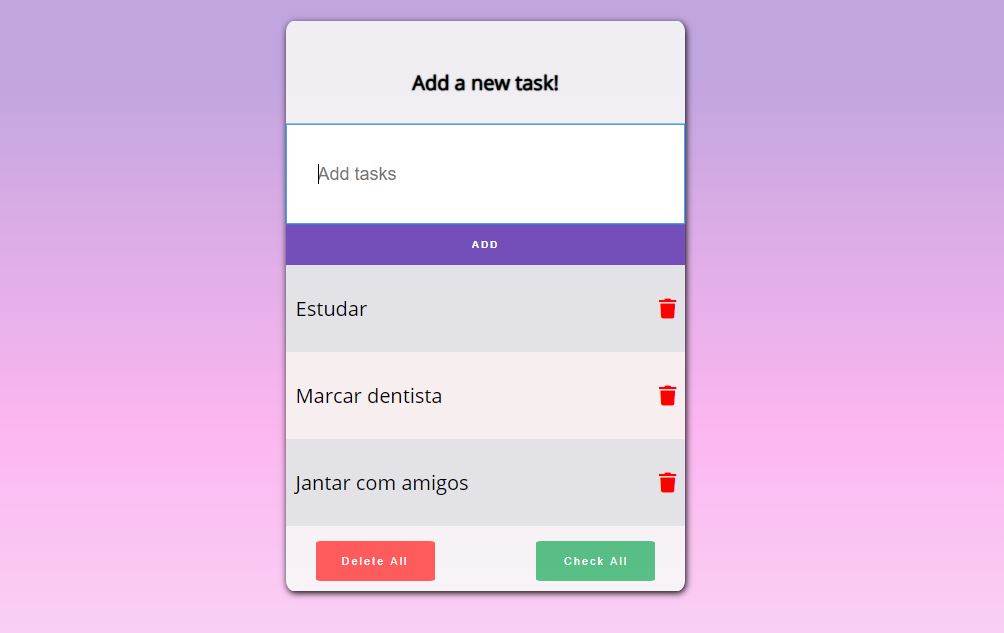 Add a new task!
Add tasks
ADD
Estudar
Marcar dentista
Jantar com amigos
Delete All
Check All